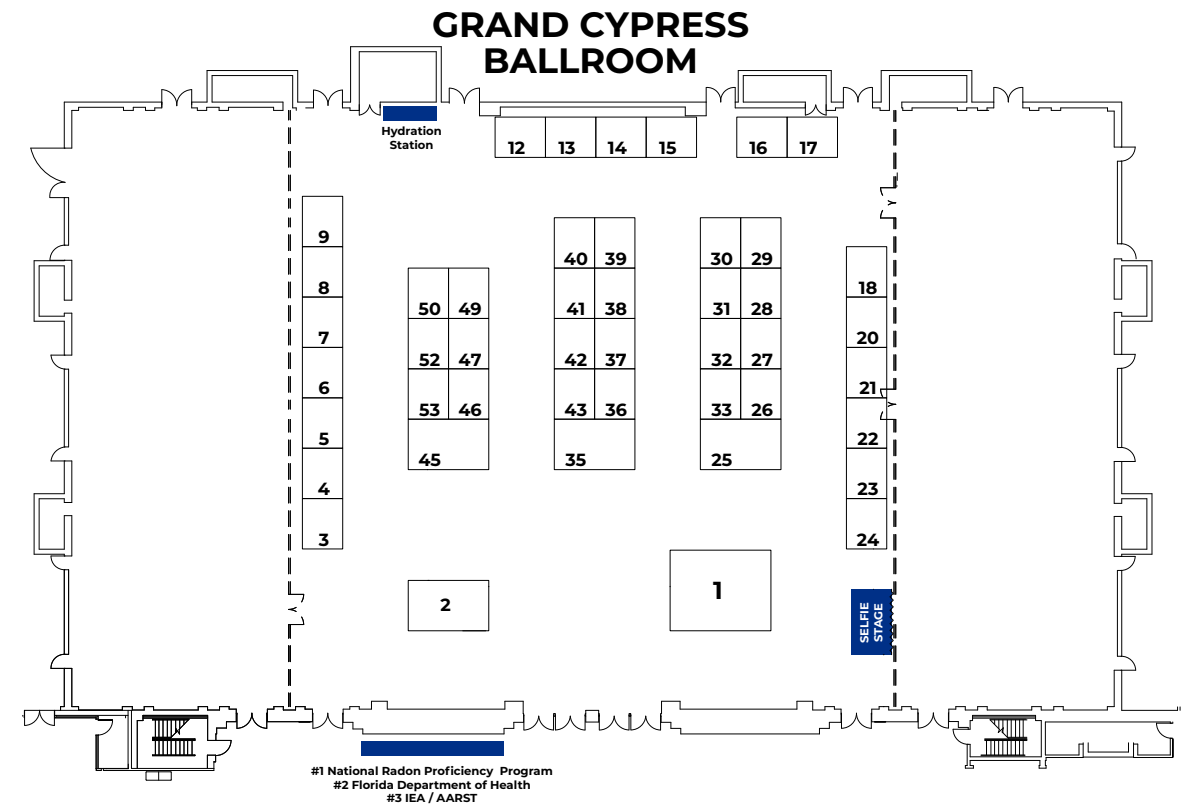 GRAND CYPRESS
BALLROOM
Hydration
Station
12 13 14 15 16 17
9
40 39 30 29
8
50 49 41 38 31 28 18
7
52 47 42 37 32 27 20
6
53 46 43 36 33 26 21
5
45 35 25 22
4
23
3
24
1
2
SELFIE
STAGE
#1 National Radon Proficiency Program
#2 Florida Department of Health
#3 IEA / AARST